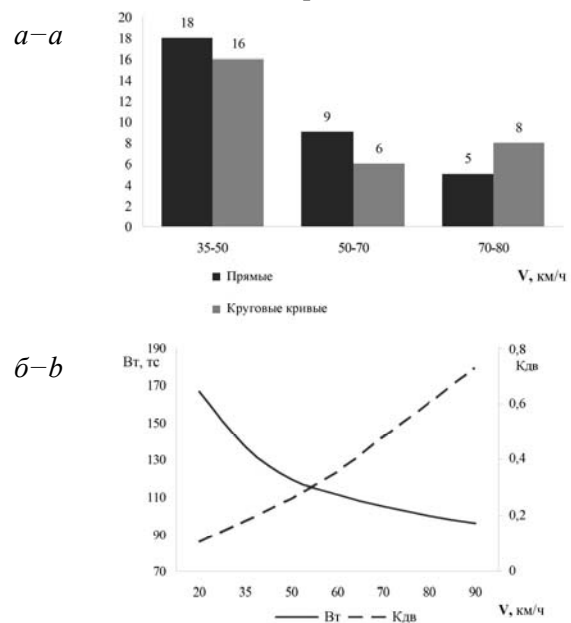 а–а
20
18
16
14
12
10
8
6
4
2
0
18
16
9
6
5
8
35-50 50-70 70-80
■ Прямые
■ Круговые кривые
V, км/ч
б–b
Вт, тс
190
170
150
130
110
90
70
Кдв
0,8
0,6
0,4
0,2
0
20 35 50 60 70 80 90
Вт Кдв
V, км/ч